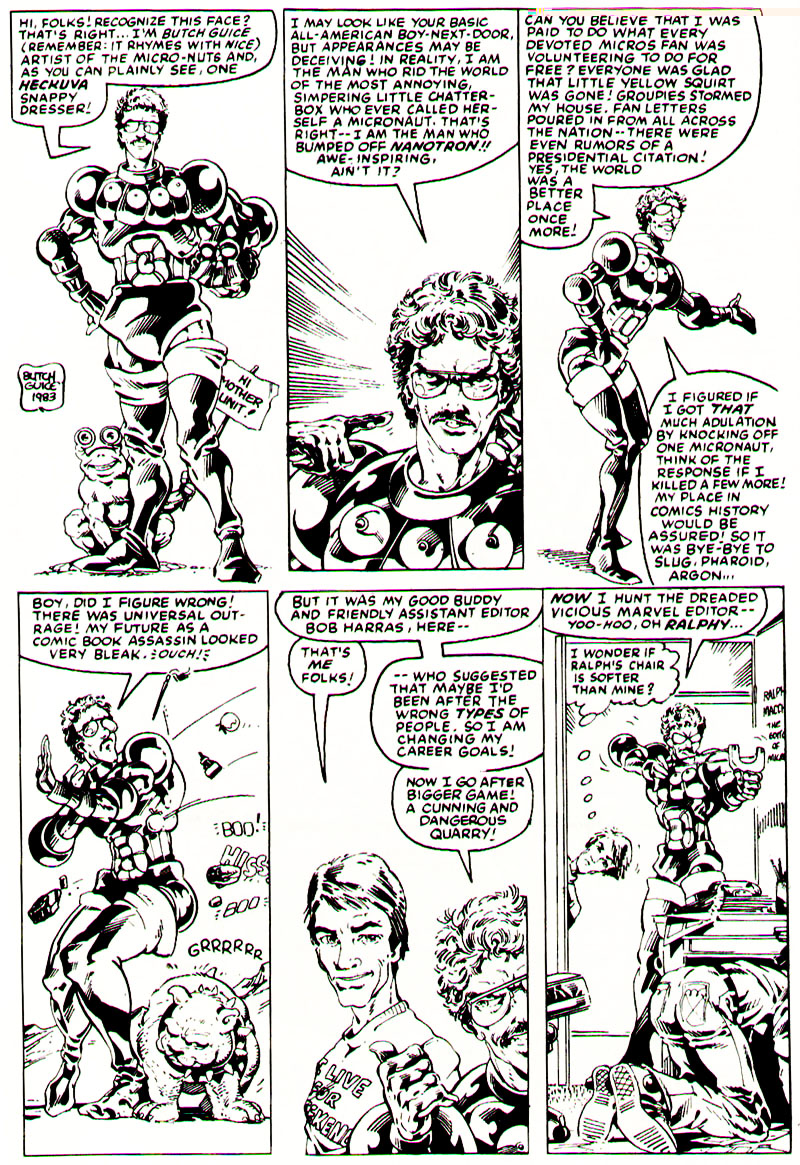 HI, FOLKS! RECOGNIZE THIS FACE?
THAT'S RIGHT... I'M BUTCH GUICE
(REMEMBER: IT RHYMES WITH NICE)
ARTIST OF THE MICRO-NUTS AND,
AS YOU CAN PLAINLY SEE, ONE
HECKUVA
SNAPPY
DRESSER!
BUTCH
GUICE
1983
HI
MOTHER
UNIT!
I MAY LOOK LIKE YOUR BASIC
ALL-AMERICAN BOY-NEXT-DOOR,
BUT APPEARANCES MAY BE
DECEIVING! IN REALITY, I AM
THE MAN WHO RID THE WORLD
OF THE MOST ANNOYING,
SIMPERING LITTLE CHATTER-
BOX WHO EVER CALLED HER-
SELF A MICRONAUT. THAT'S
RIGHT-- I AM THE MAN WHO
BUMPED OFF NANOTRON!!
AWE-INSPIRING,
AIN'T IT?
CAN YOU BELIEVE THAT I WAS
PAID TO DO WHAT EVERY
DEVOTED MICROS FAN WAS
VOLUNTEERING TO DO FOR
FREE? EVERYONE WAS GLAD
THAT LITTLE YELLOW SQUIRT
WAS GONE! GROUPIES STORMED
MY HOUSE. FAN LETTERS
POURED IN FROM ALL ACROSS
THE NATION-- THERE WERE
EVEN RUMORS OF A
PRESIDENTIAL CITATION!
YES, THE WORLD
WAS A
BETTER
PLACE
ONCE
MORE!
I FIGURED IF
I GOT THAT
MUCH ADULATION
BY KNOCKING OFF
ONE MICRONAUT,
THINK OF THE
RESPONSE IF I
KILLED A FEW MORE!
MY PLACE IN
COMICS HISTORY
WOULD BE
ASSURED! SO IT
WAS BYE-BYE TO
SLUG, PHAROID,
ARGON...
BOY, DID I FIGURE WRONG!
THERE WAS UNIVERSAL OUT-
RAGE! MY FUTURE AS A
COMIC BOOK ASSASSIN LOOKED
VERY BLEAK. OUCH!
BOO!
HISS
BOO
GRRRRRR
BUT IT WAS MY GOOD BUDDY
AND FRIENDLY ASSISTANT EDITOR
BOB HARRAS, HERE--
THAT'S
ME
FOLKS!
-- WHO SUGGESTED
THAT MAYBE I'D
BEEN AFTER THE
WRONG TYPES OF
PEOPLE. SO I AM
CHANGING MY
CAREER GOALS!
NOW I GO AFTER
BIGGER GAME!
A CUNNING AND
DANGEROUS
QUARRY!
LIVE
FOR
NOW I HUNT THE DREADED
VICIOUS MARVEL EDITOR--
YOO-HOO, OH RALPHY...
I WONDER IF
RALPH'S CHAIR
IS SOFTER
THAN MINE?
RALPH
MACC
THE
OF